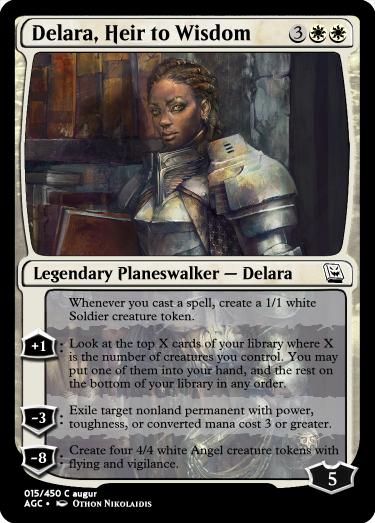 Delara, Heir to Wisdom 3
Legendary Planeswalker — Delara
Whenever you cast a spell, create a 1/1 white
Soldier creature token.
+1: Look at the top X cards of your library where X
is the number of creatures you control. You may
put one of them into your hand, and the rest on
the bottom of your library in any order.
-3: Exile target nonland permanent with power,
toughness, or converted mana cost 3 or greater.
-8: Create four 4/4 white Angel creature tokens with
flying and vigilance.
5
015/450 C augur
AGC • Othon Nikolaidis